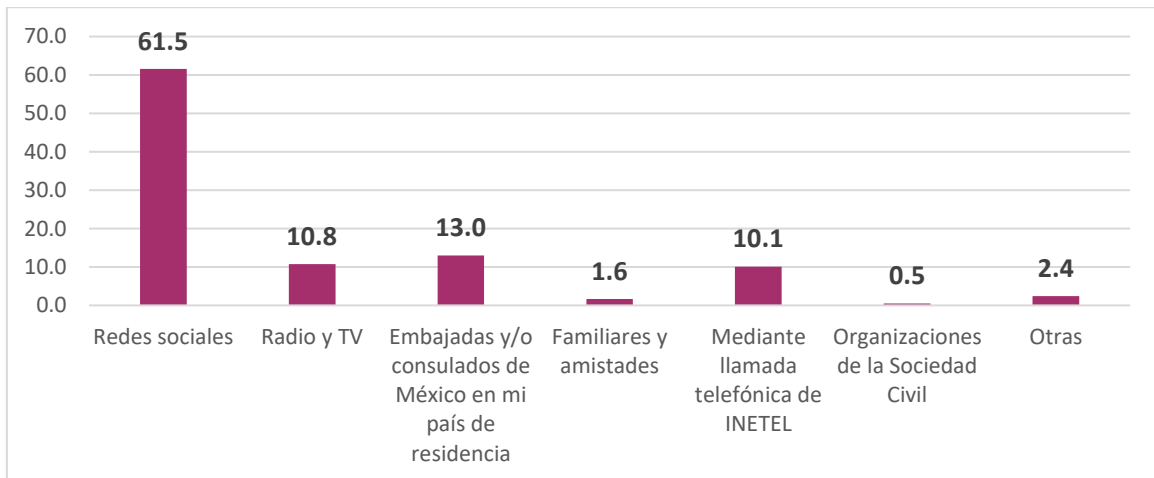 70.0
60.0
50.0
40.0
30.0
20.0
10.0
0.0
61.5
10.8
13.0
1.6
10.1
0.5
2.4
Redes sociales
Radio y TV
Embajadas y/o
consulados de
México en mi
país de
residencia
Familiares y
amistades
Mediante
llamada
telefónica de
INETEL
Organizaciones
de la Sociedad
Civil
Otras